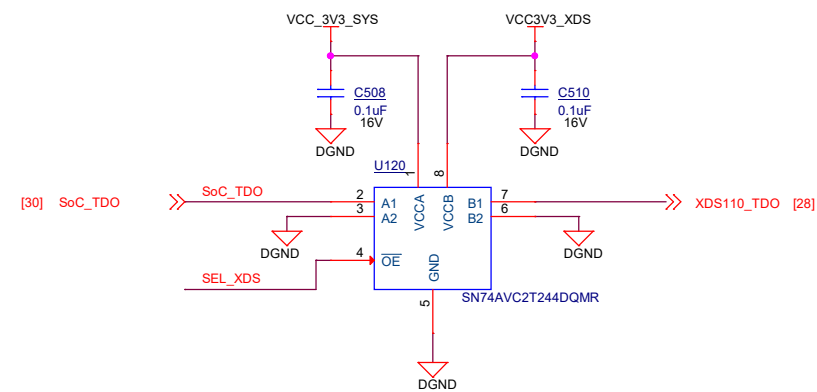 VCC_3V3_SYS
VCC3V3_XDS
C508
0.1uF
16V
C510
0.1uF
16V
DGND
DGND
U120
1
8
[30] SoC_TDO
SoC_TDO
2
A1
VCCA
VCCB
B1
7
XDS110_TDO [28]
3
A2
B2
6
DGND
DGND
4
OE
GND
SEL_XDS
5
SN74AVC2T244DQMR
DGND